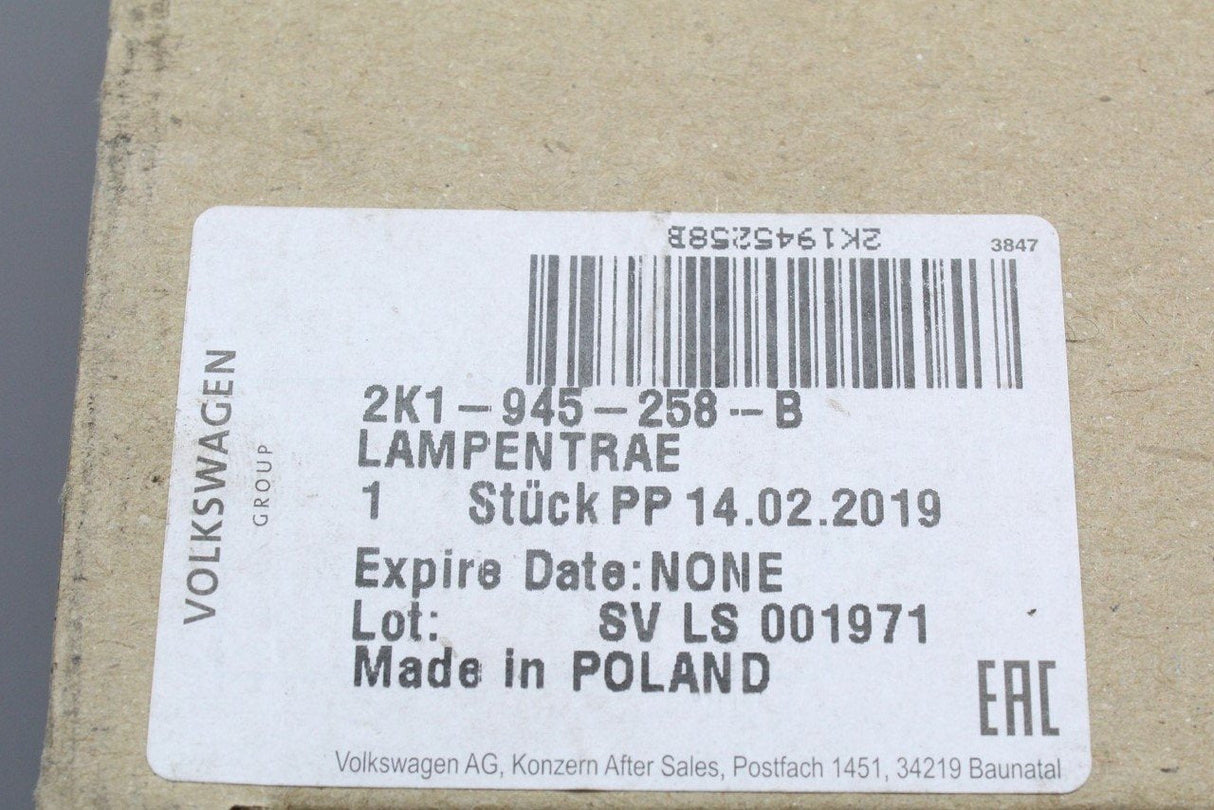 VOLKSWAGEN
GROUP
2K1945258B
3847
2K1-945-258--B
LAMPENTRAE
1 Stück PP 14.02.2019
Expire Date:NONE
Lot: SV LS 001971
Made in POLAND
EAC
Volkswagen AG, Konzern After Sales, Postfach 1451, 34219 Baunatal